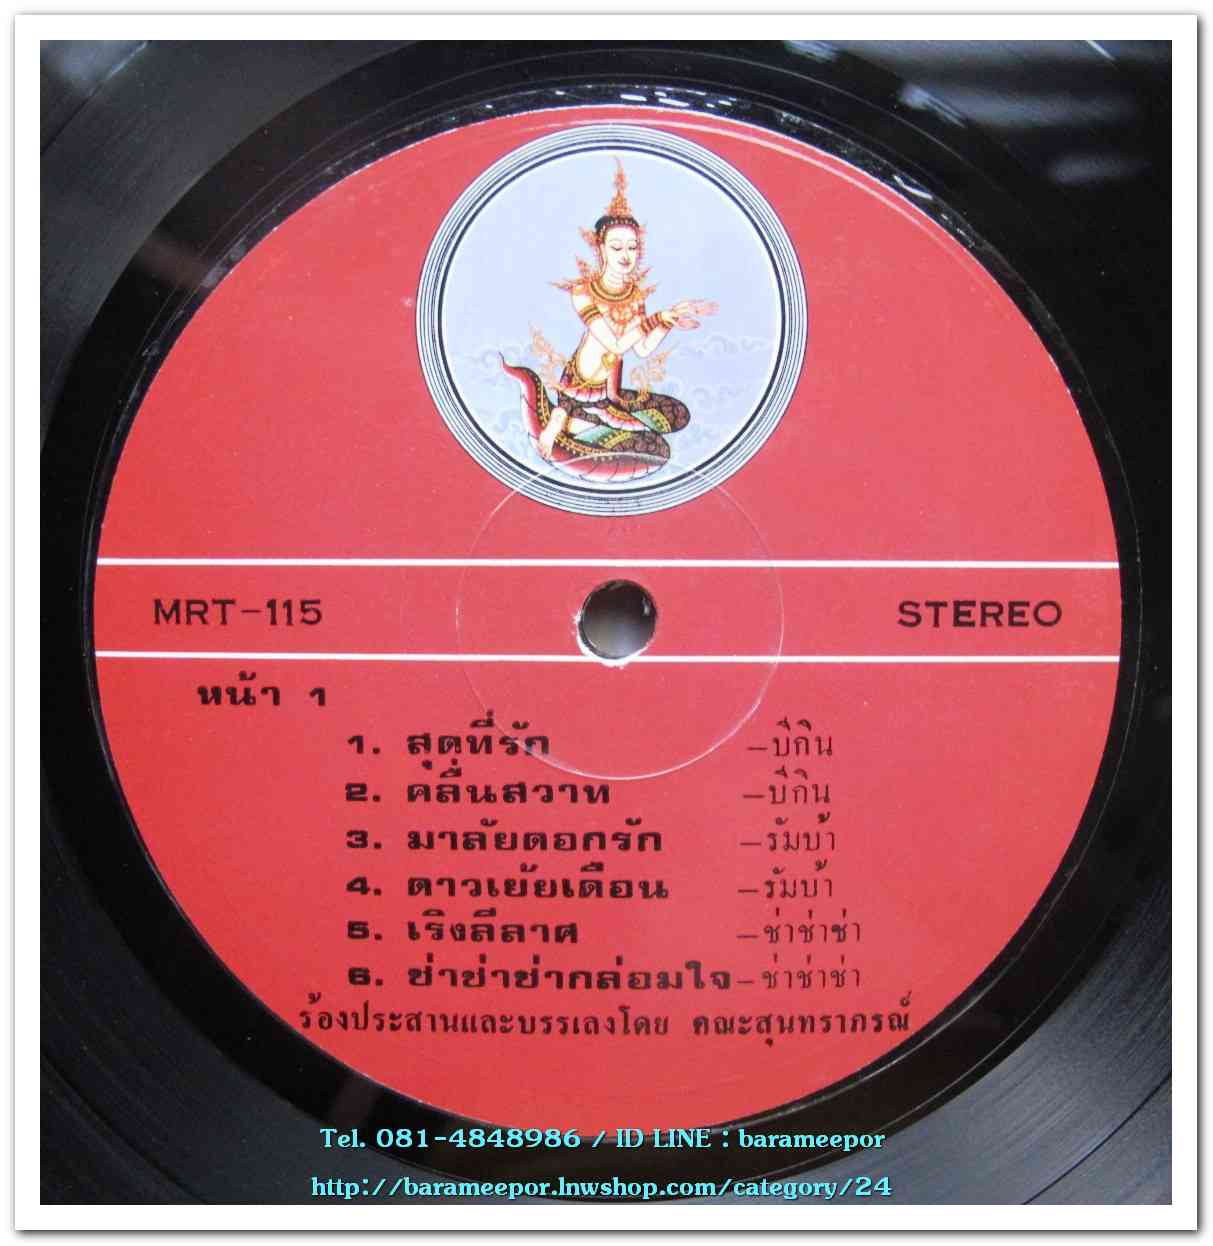 MRT-115
STEREO
หน้า 1
1. สุดที่รัก -บีกิน
2. คลื่นสวาท -บีกิน
3. มาลัยดอกรัก -รัมบ้า
4. ดาวเย้ยเดือน -รัมบ้า
5. เริงลีลาศ -ช่าช่าช่า
6. ช่าช่าช่ากล่อมใจ -ช่าช่าช่า
ร้องประสานและบรรเลงโดย คณะสุนทราภรณ์
Tel. 081-4848986 / ID LINE : barameepor
http://barameepor.lnwshop.com/category/24